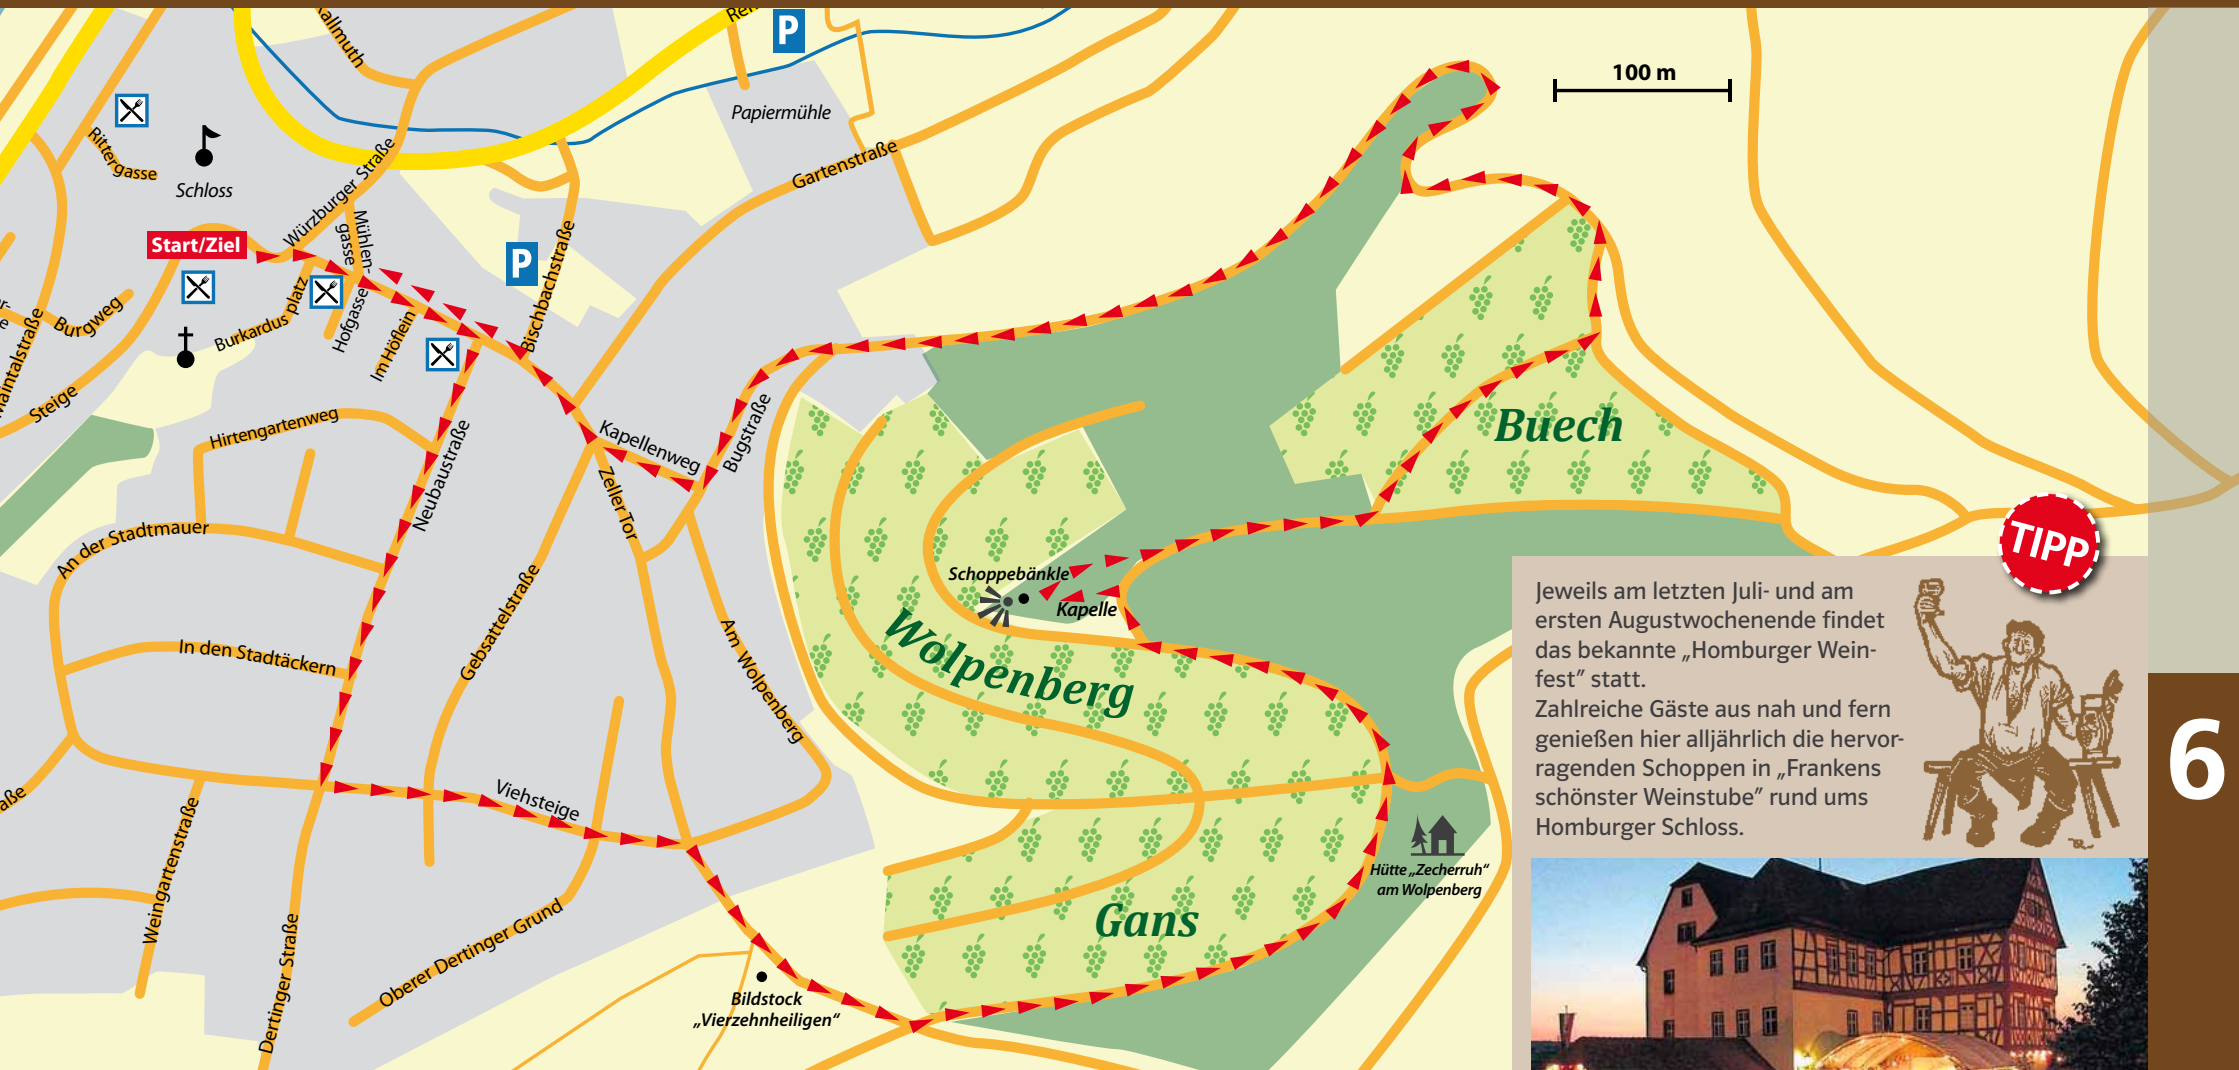 P
100 m
Papiermühle
Rittergasse
Schloss
Würzburger Straße
Gartenstraße
Mühlen-
gasse
Start/Ziel
P
Bischbachstraße
Burgweg
Burkardus platz
Hofgasse
Im Höflein
Steige
Hirtengartenweg
Neubaustraße
Kapellenweg
Bugstraße
Buech
Zeller Tor
An der Stadtmauer
TIPP
Schoppebänkle
Kapelle
Jeweils am letzten Juli- und am
ersten Augustwochenende findet
das bekannte „Homburger Wein-
fest” statt.
Zahlreiche Gäste aus nah und fern
genießen hier alljährlich die hervor-
ragenden Schoppen in „Frankens
schönster Weinstube” rund ums
Homburger Schloss.
Gebsattelstraße
In den Stadtäckern
Am Wolpenberg
Wolpenberg
6
Viehsteige
Weingartenstraße
Hütte „Zecherruh“
am Wolpenberg
Gans
Oberer Dertinger Grund
Dertinger Straße
Bildstock
„Vierzehnheiligen“